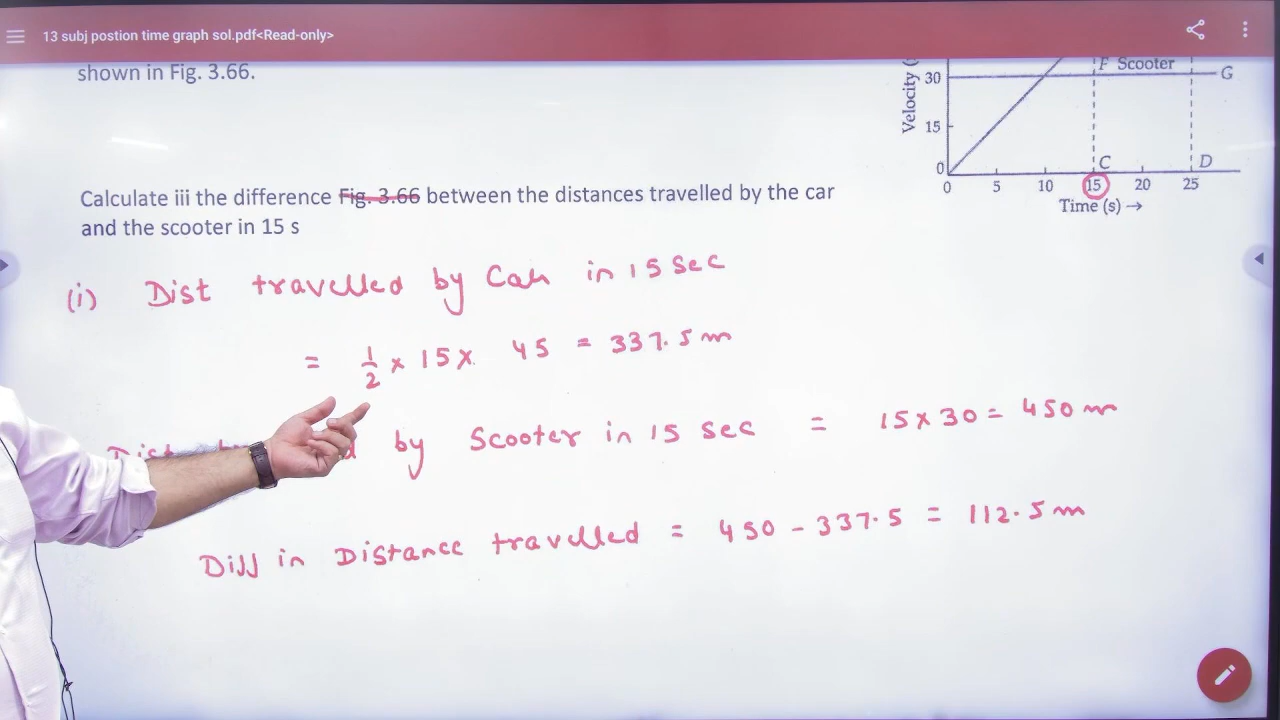 13 subj postion time graph sol.pdf<Read-only>
shown in Fig. 3.66.
Velocity (
30
15
0
F Scooter
G
C
D
0 5 10 15 20 25
Time (s) →
Calculate iii the difference Fig. 3.66 between the distances travelled by the car
and the scooter in 15 s
(i) Dist travelled by Car in 15 Sec
= 1/2 × 15 × 45 = 337.5 m
by Scooter in 15 sec = 15 × 30 = 450 m
Diff in Distance travelled = 450 - 337.5 = 112.5 m